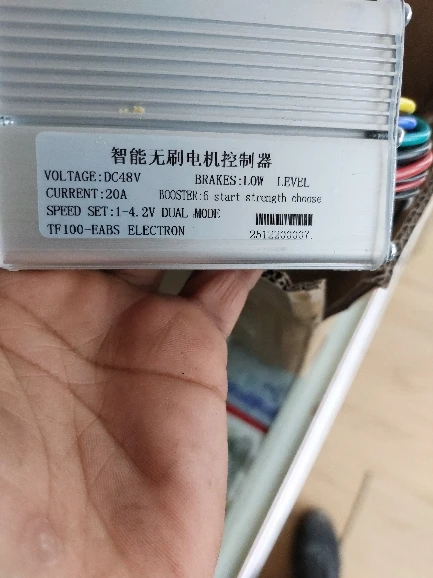 智能无刷电机控制器
VOLTAGE:DC48V BRAKES:LOW LEVEL
CURRENT:20A BOOSTER:6 start strength choose
SPEED SET:1-4.2V DUAL MODE
TF100-EABS ELECTRON 2512200007.